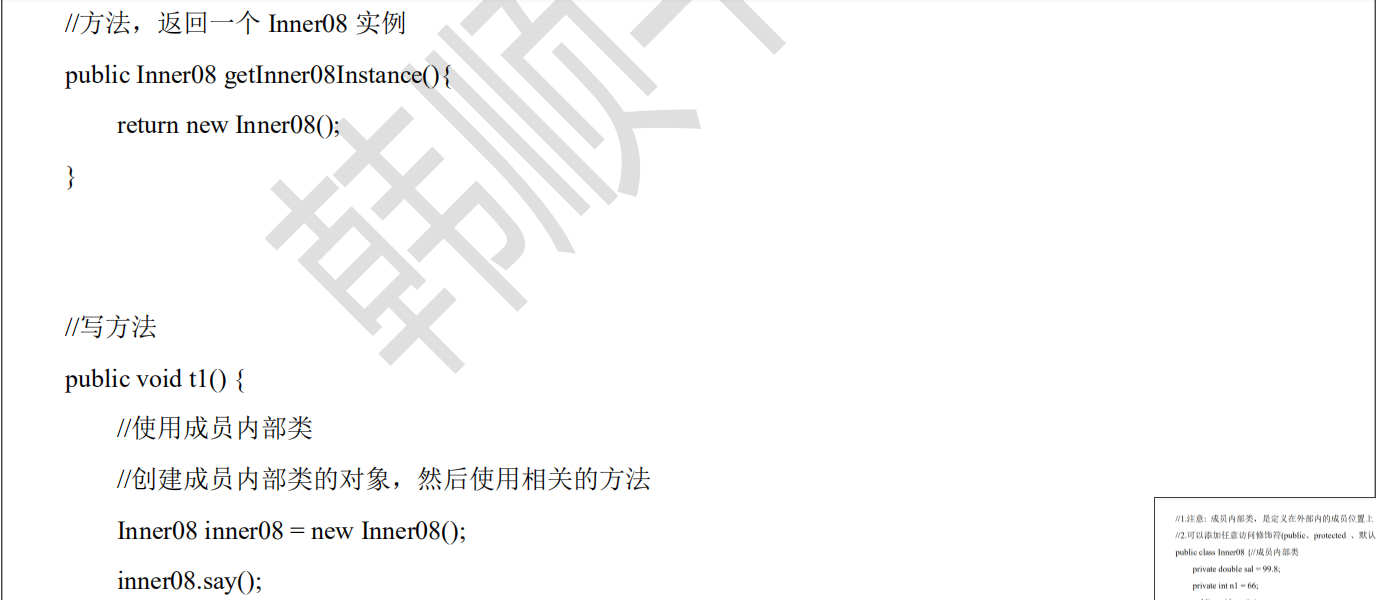 //方法，返回一个 Inner08 实例
public Inner08 getInner08Instance(){
return new Inner08();
}
//写方法
public void t1() {
//使用成员内部类
//创建成员内部类的对象，然后使用相关的方法
Inner08 inner08 = new Inner08();
inner08.say();
韩顺
//1.注意: 成员内部类，是定义在外部内的成员位置上
//2.可以添加任意访问修饰符(public、protected 、默认
public class Inner08 {//成员内部类
private double sal = 99.8;
private int n1 = 66;